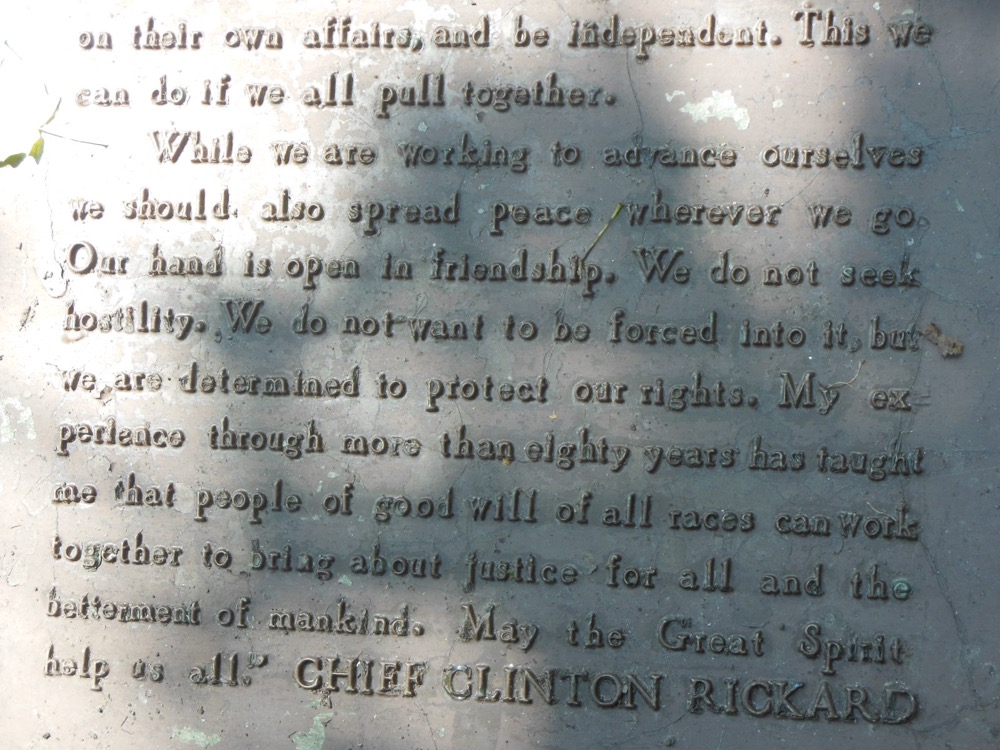 on their own affairs, and be independent. This we
can do if we all pull together.
While we are working to advance ourselves
we should also spread peace wherever we go.
Our hand is open in friendship. We do not seek
hostility. We do not want to be forced into it, but
we are determined to protect our rights. My ex-
perience through more than eighty years has taught
me that people of good will of all races can work
together to bring about justice for all and the
betterment of mankind. May the Great Spirit
help us all." CHIEF CLINTON RICKARD